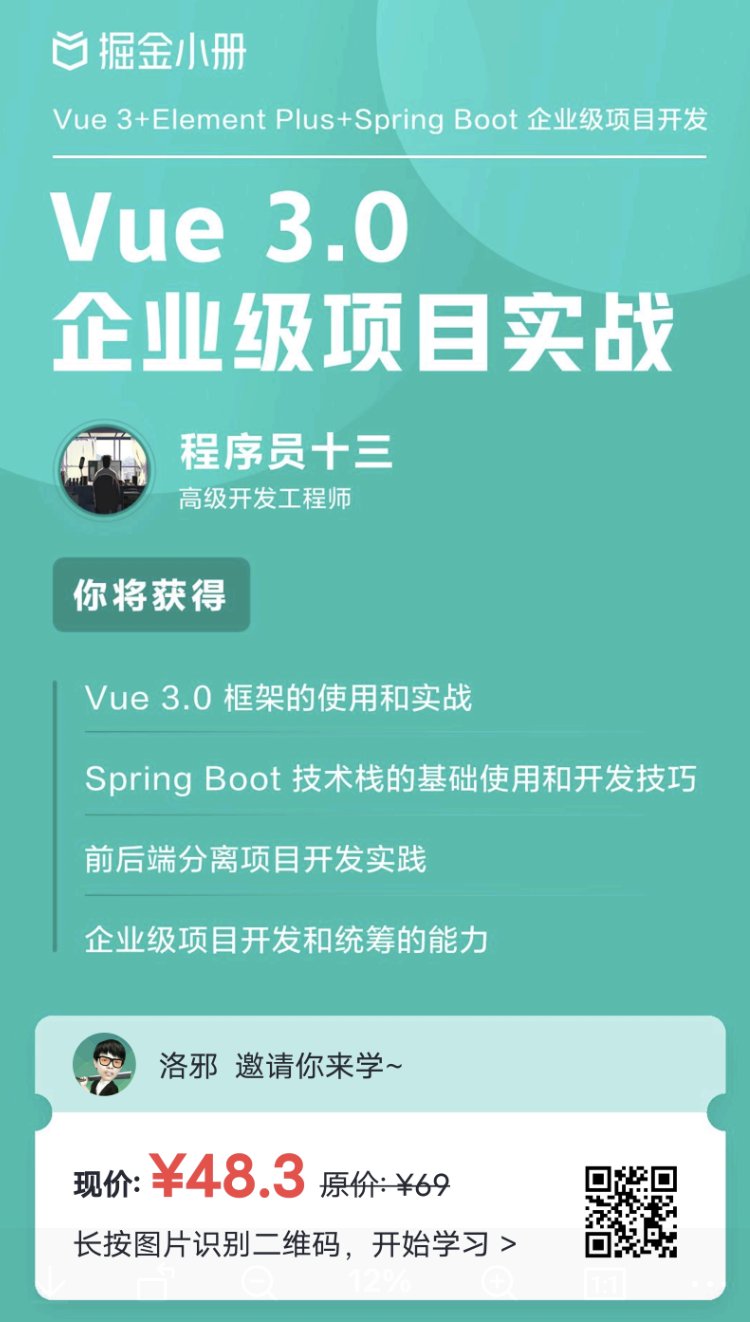 掘金小册
Vue 3+Element Plus+Spring Boot 企业级项目开发
Vue 3.0
企业级项目实战
程序员十三
高级开发工程师
你将获得
Vue 3.0 框架的使用和实战
Spring Boot 技术栈的基础使用和开发技巧
前后端分离项目开发实践
企业级项目开发和统筹的能力
洛邪 邀请你来学~
现价: ¥48.3 原价: ¥69
长按图片识别二维码，开始学习 >
12% 1:1